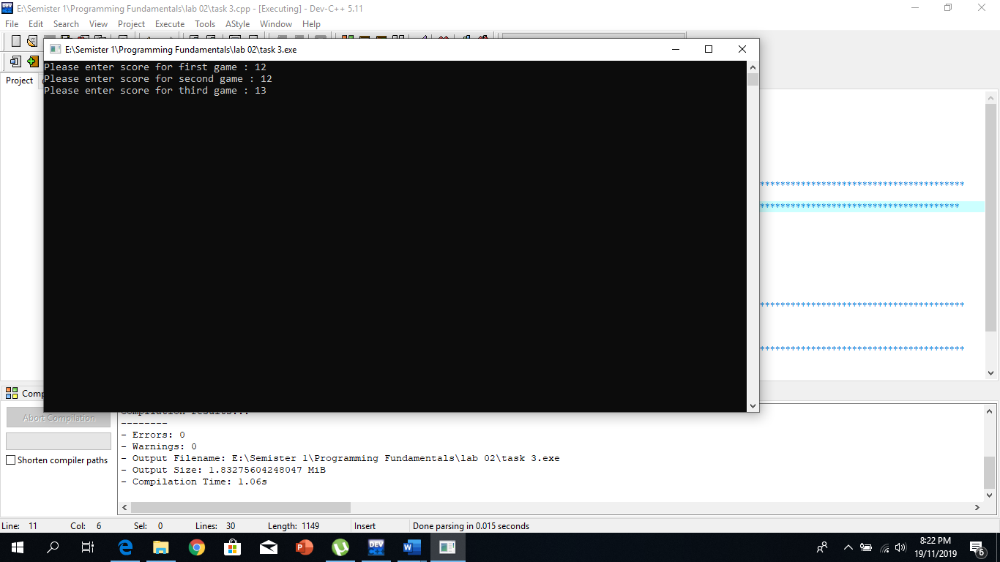 E:\Semister 1\Programming Fundamentals\lab 02\task 3.cpp - [Executing] - Dev-C++ 5.11
File Edit Search View Project Execute Tools AStyle Window Help
E:\Semister 1\Programming Fundamentals\lab 02\task 3.exe
Project
Please enter score for first game : 12
Please enter score for second game : 12
Please enter score for third game : 13
***************************************
**************************************
***************************************
***************************************
Abort Compilation
Shorten compiler paths
Compilation results...
--------
- Errors: 0
- Warnings: 0
- Output Filename: E:\Semister 1\Programming Fundamentals\lab 02\task 3.exe
- Output Size: 1.83275604248047 MiB
- Compilation Time: 1.06s
Line: 11 Col: 6 Sel: 0 Lines: 30 Length: 1149 Insert Done parsing in 0.015 seconds
DEV
8:22 PM
19/11/2019
6